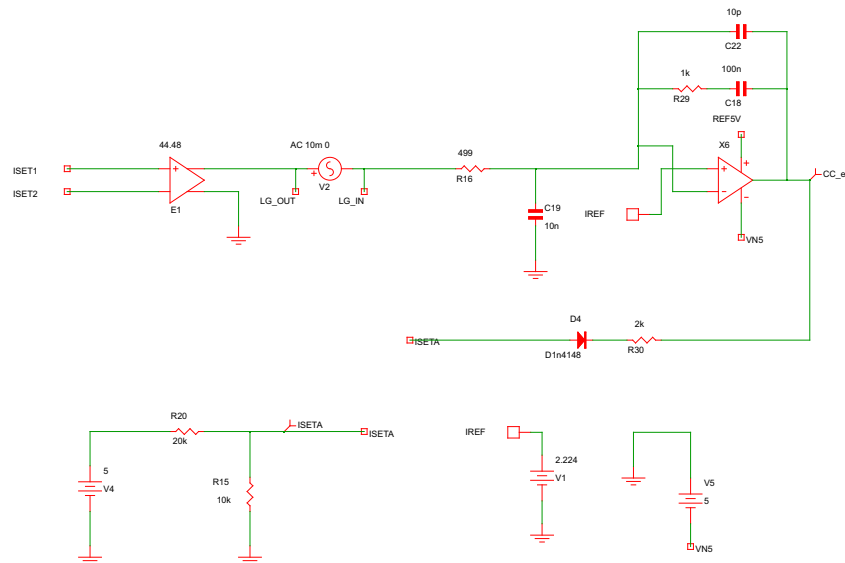 10p
C22
1k
100n
R29
C18
REF5V
44.48
AC 10m 0
499
X6
ISET1
+
+
+
+
CC_e
V2
R16
ISET2
−
−
E1
LG_OUT
LG_IN
C19
IREF
10n
VN5
D4
2k
ISETA
D1n4148
R30
R20
ISETA
ISETA
IREF
20k
5
R15
2.224
V5
V4
10k
V1
5
VN5